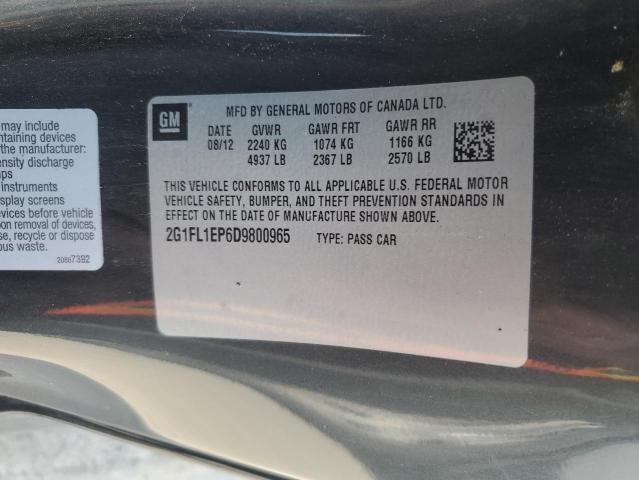 may include
ntaining devices
the manufacturer:
ensity discharge
mps
instruments
isplay screens
devices before vehicle
on removal of devices,
se, recycle or dispose
ous waste.
20867392
GM
MFD BY GENERAL MOTORS OF CANADA LTD.
DATE GVWR GAWR FRT GAWR RR
08/12 2240 KG 1074 KG 1166 KG
4937 LB 2367 LB 2570 LB
THIS VEHICLE CONFORMS TO ALL APPLICABLE U.S. FEDERAL MOTOR
VEHICLE SAFETY, BUMPER, AND THEFT PREVENTION STANDARDS IN
EFFECT ON THE DATE OF MANUFACTURE SHOWN ABOVE.
2G1FL1EP6D9800965 TYPE: PASS CAR